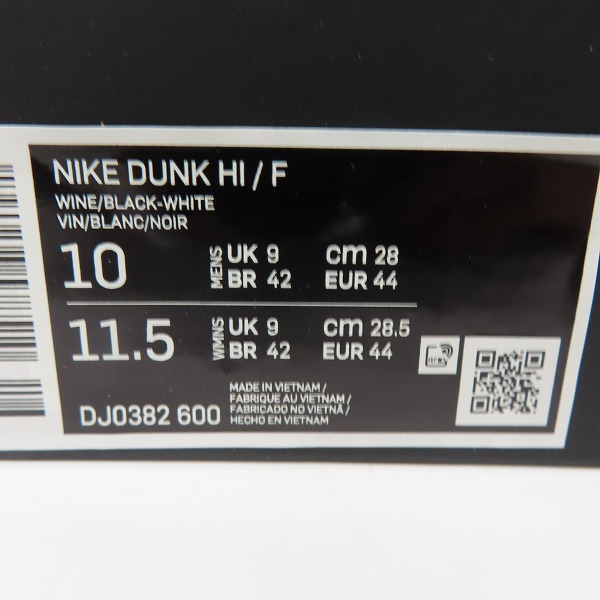 NIKE DUNK HI / F
WINE/BLACK-WHITE
VIN/BLANC/NOIR
10 MENS UK 9 cm 28
BR 42 EUR 44
11.5 WMNS UK 9 cm 28.5
BR 42 EUR 44
DJ0382 600
MADE IN VIETNAM /
FABRIQUE AU VIETNAM /
FABRICADO NO VIETNÃ /
HECHO EN VIETNAM